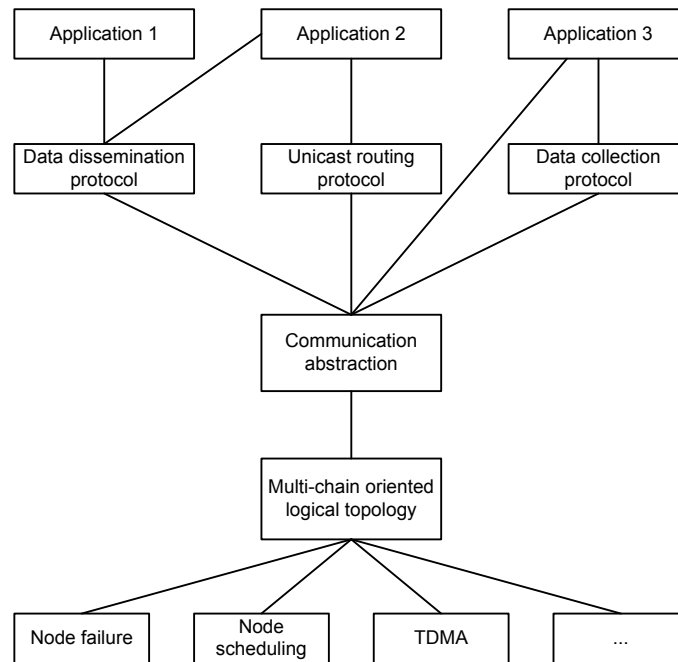 Application 1
Application 2
Application 3
Data dissemination
protocol
Unicast routing
protocol
Data collection
protocol
Communication
abstraction
Multi-chain oriented
logical topology
Node failure
Node
scheduling
TDMA
...